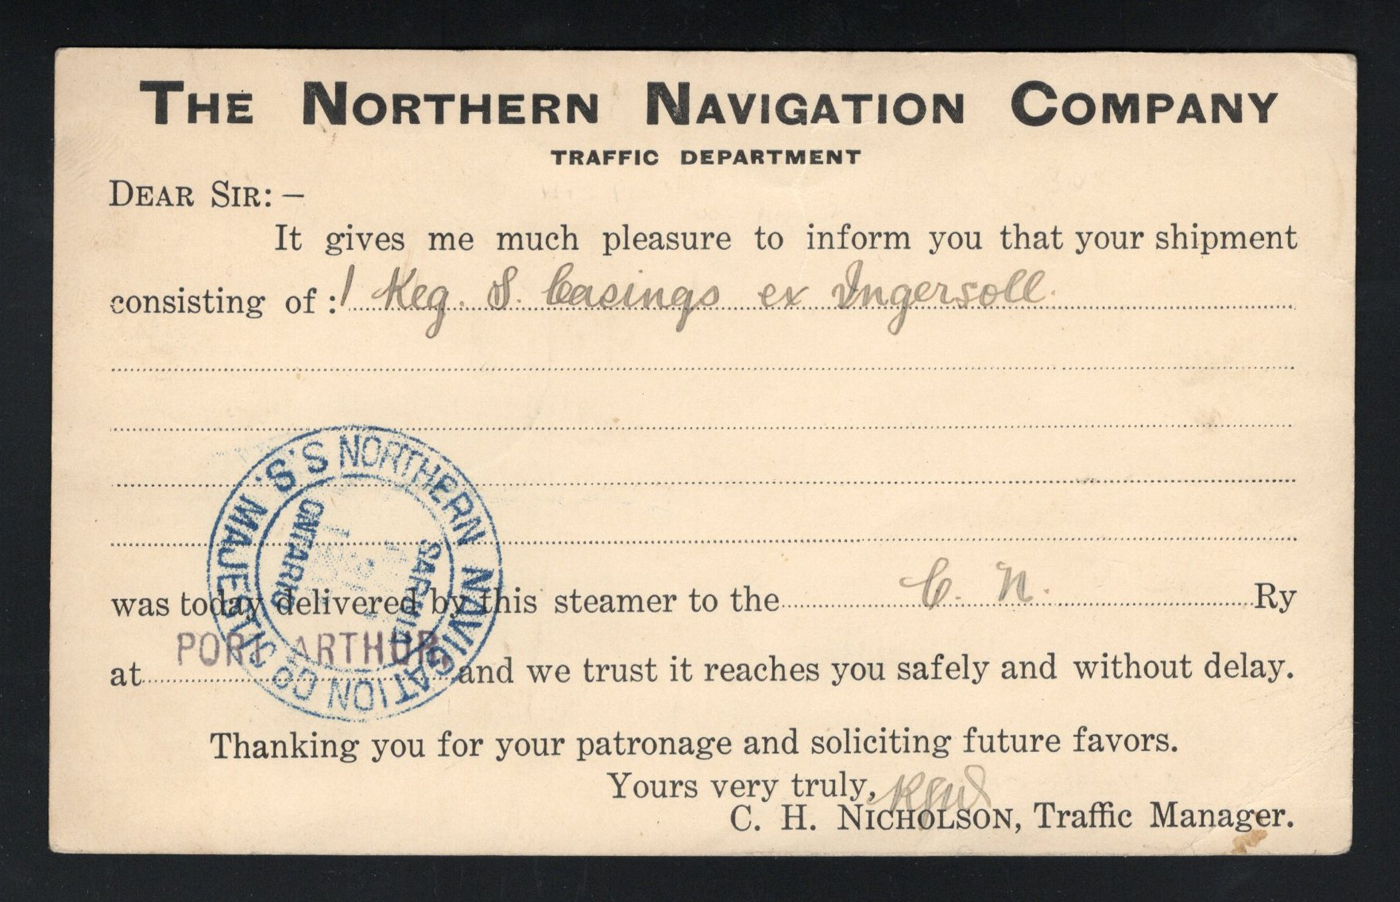 THE NORTHERN NAVIGATION COMPANY
TRAFFIC DEPARTMENT
DEAR SIR: –
It gives me much pleasure to inform you that your shipment
consisting of : 1 Keg. S. Casings ex Ingersoll.
was today delivered by this steamer to the C. N. Ry
at PORT ARTHUR. and we trust it reaches you safely and without delay.
NORTHERN NAVIGATION CO
S.S. MAJESTIC
SARNIA
ONTARIO
Thanking you for your patronage and soliciting future favors.
Yours very truly,
C. H. NICHOLSON, Traffic Manager.